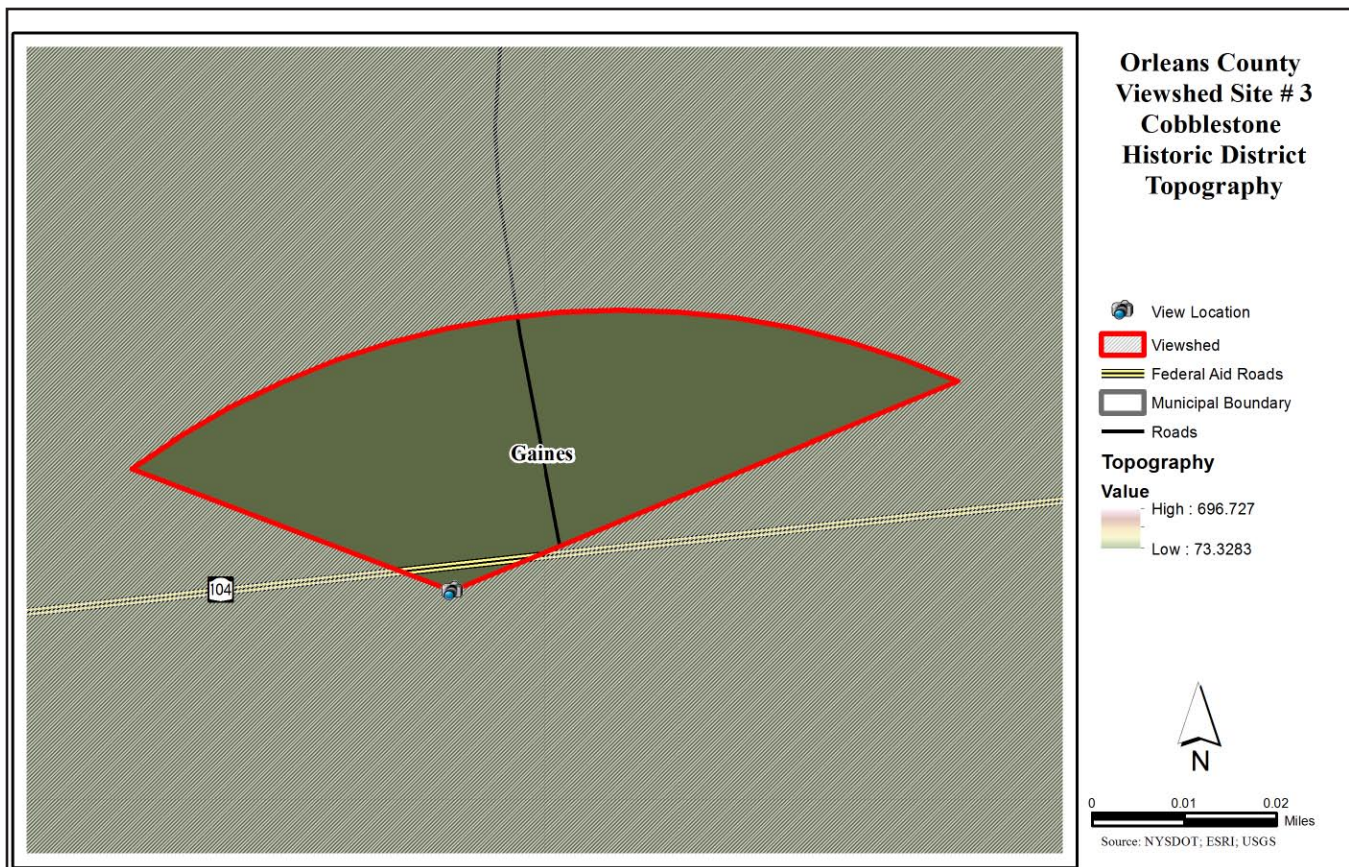 Orleans County
Viewshed Site # 3
Cobblestone
Historic District
Topography
Gaines
104
View Location
Viewshed
Federal Aid Roads
Municipal Boundary
Roads
Topography
Value
High : 696.727
Low : 73.3283
N
0 0.01 0.02
Miles
Source: NYSDOT; ESRI; USGS